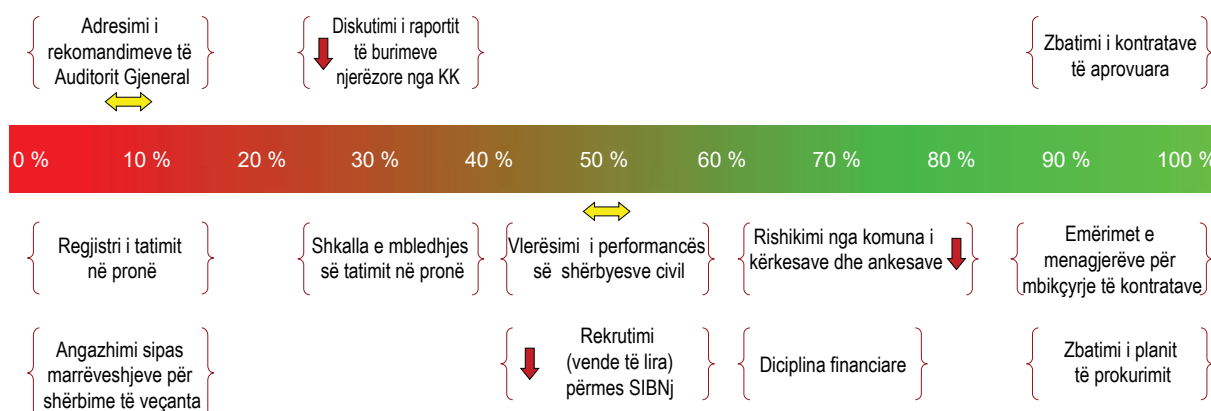 Adresimi i
rekomandimeve të
Auditorit Gjeneral
Diskutimi i raportit
të burimeve
njerëzore nga KK
Zbatimi i kontratave
të aprovuara
0 % 10 % 20 % 30 % 40 % 50 % 60 % 70 % 80 % 90 % 100 %
Regjistri i tatimit
në pronë
Shkalla e mbledhjes
së tatimit në pronë
Vlerësimi i performancës
së shërbyesve civil
Rishikimi nga komuna i
kërkesave dhe ankesave
Emërimet e
menagjerëve për
mbikçyrje të kontratave
Angazhimi sipas
marrëveshjeve për
shërbime të veçanta
Rekrutimi
(vende të lira)
përmes SIBNj
Diciplina financiare
Zbatimi i planit
të prokurimit